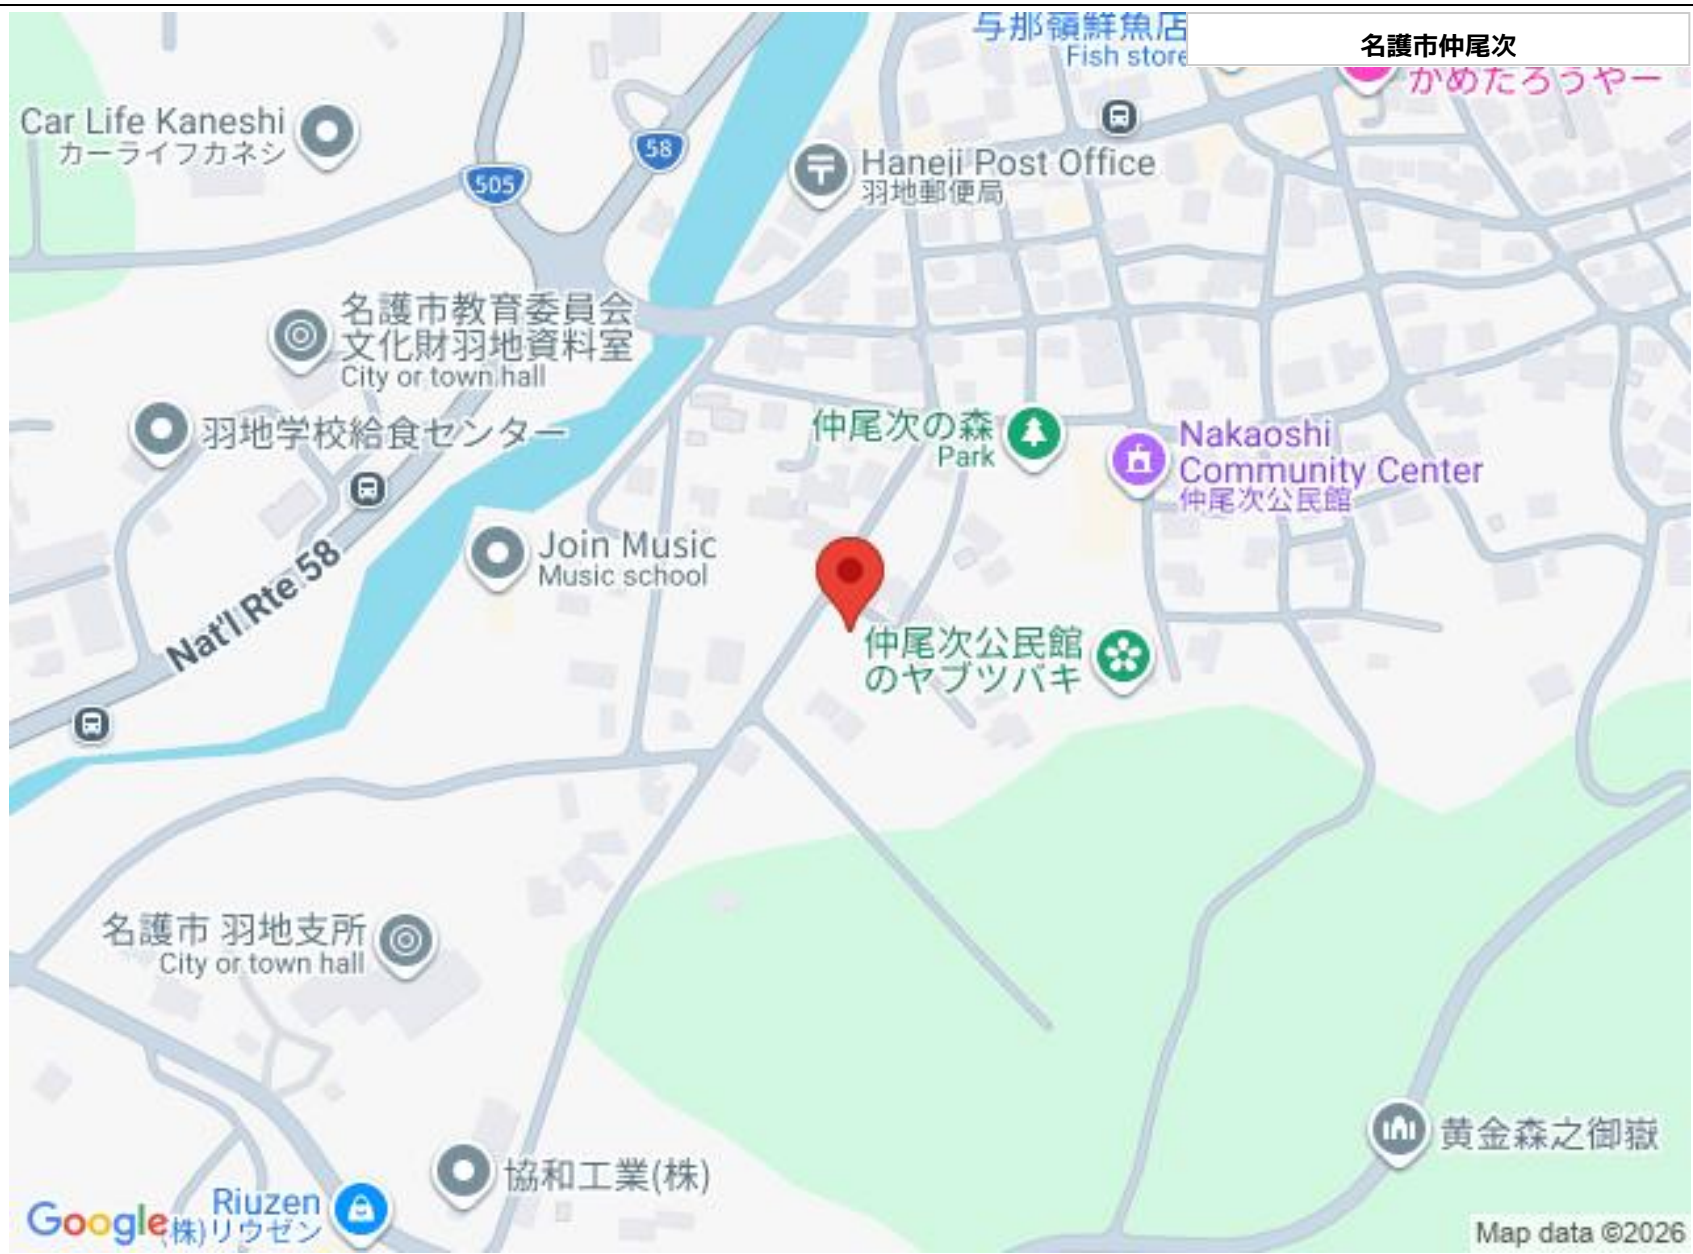 与那嶺鮮魚店
Fish store
名護市仲尾次
かめたろうやー
Car Life Kaneshi
カーライフカネシ
58
505
Haneji Post Office
羽地郵便局
名護市教育委員会
文化財羽地資料室
City or town hall
羽地学校給食センター
仲尾次の森
Park
Nakaoshi
Community Center
仲尾次公民館
Join Music
Music school
Nat'l Rte 58
仲尾次公民館
のヤブツバキ
名護市 羽地支所
City or town hall
黄金森之御嶽
協和工業(株)
Riuzen
(株)リウゼン
Google
Map data ©2026